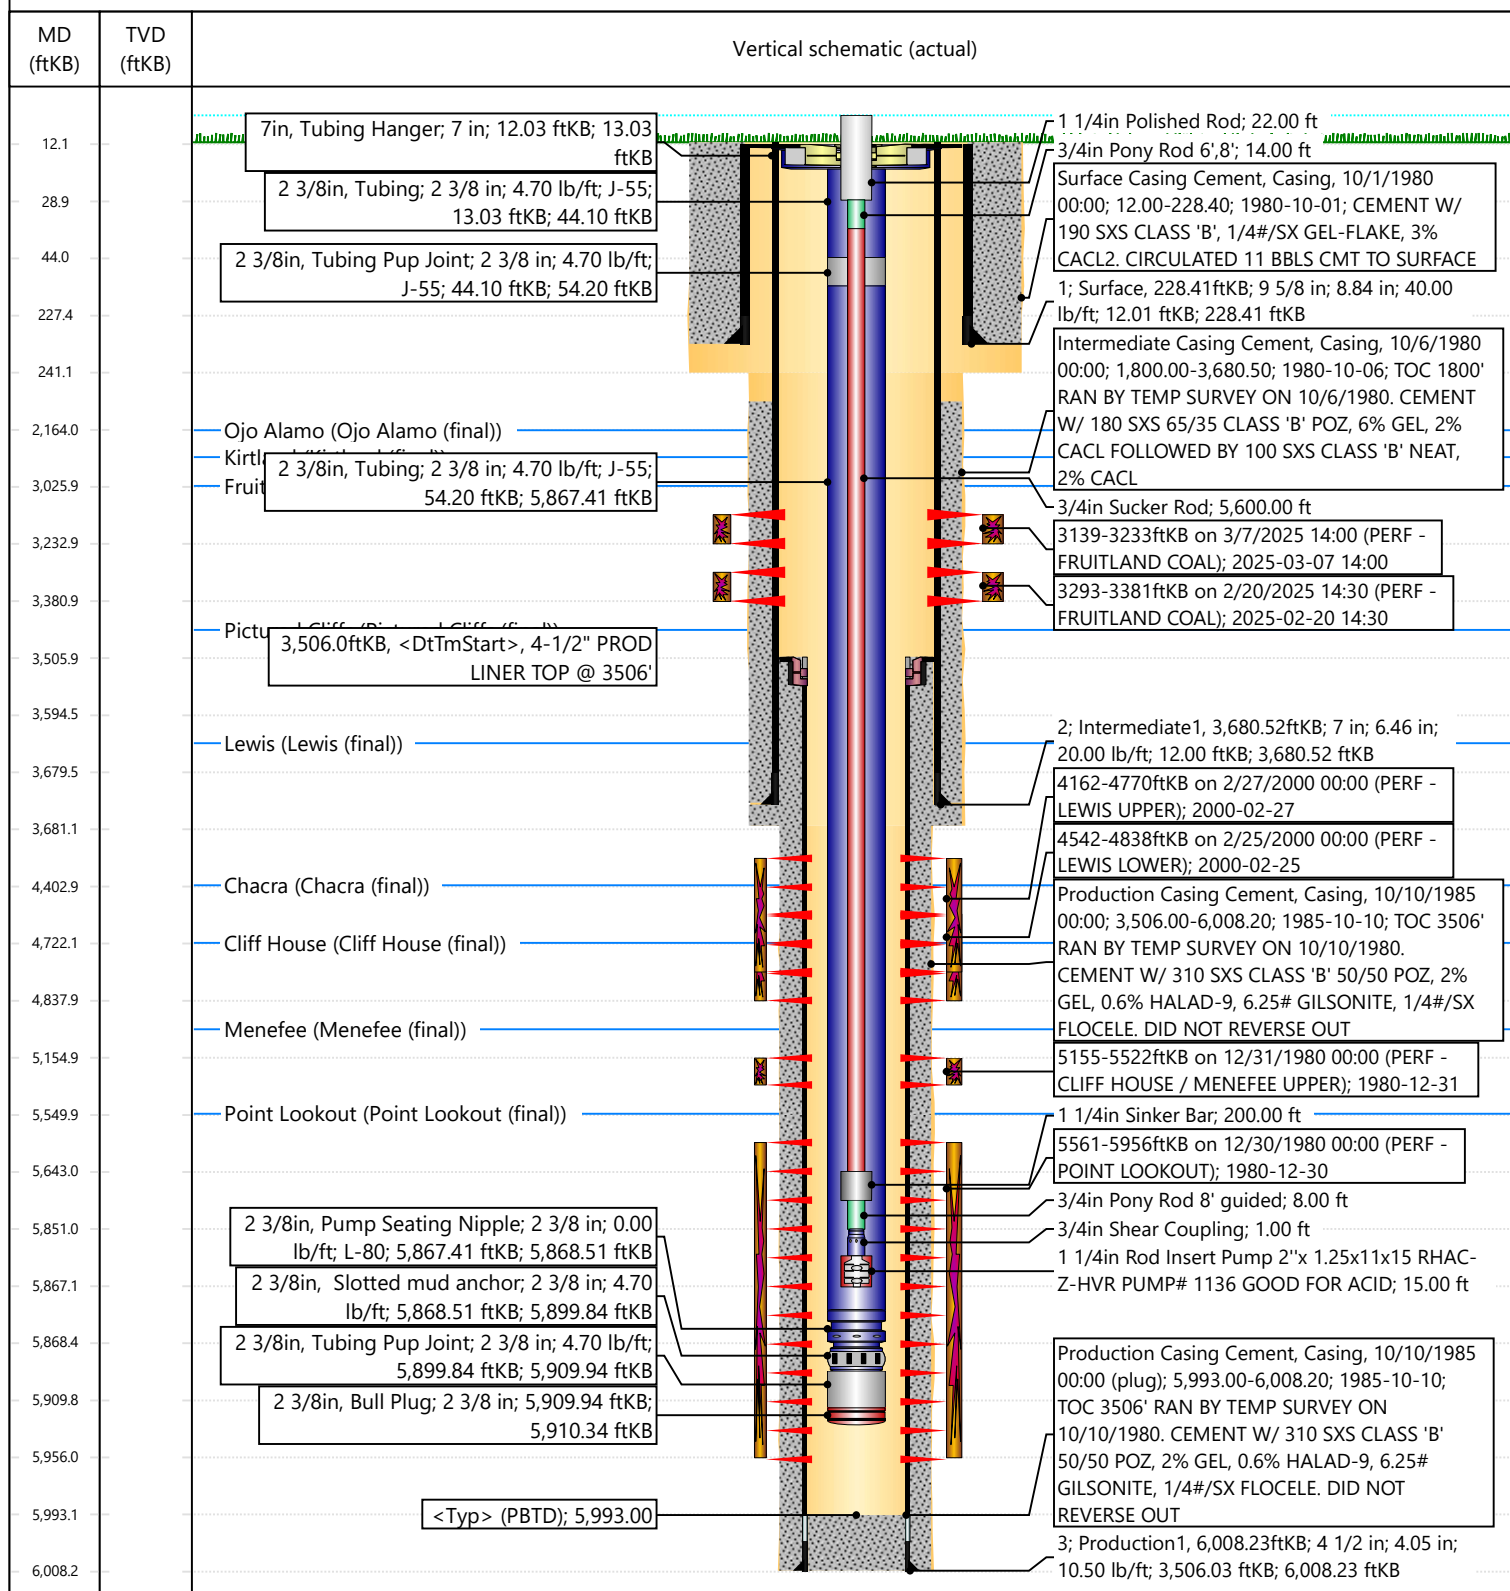 MD
(ftKB)
TVD
(ftKB)
Vertical schematic (actual)
12.1
28.9
44.0
227.4
241.1
2,164.0
3,025.9
3,232.9
3,380.9
3,505.9
3,594.5
3,679.5
3,681.1
4,402.9
4,722.1
4,837.9
5,154.9
5,549.9
5,643.0
5,851.0
5,867.1
5,868.4
5,909.8
5,956.0
5,993.1
6,008.2
7in, Tubing Hanger; 7 in; 12.03 ftKB; 13.03
ftKB
2 3/8in, Tubing; 2 3/8 in; 4.70 lb/ft; J-55;
13.03 ftKB; 44.10 ftKB
2 3/8in, Tubing Pup Joint; 2 3/8 in; 4.70 lb/ft;
J-55; 44.10 ftKB; 54.20 ftKB
Ojo Alamo (Ojo Alamo (final))
2 3/8in, Tubing; 2 3/8 in; 4.70 lb/ft; J-55;
54.20 ftKB; 5,867.41 ftKB
3,506.0ftKB, <DtTmStart>, 4-1/2" PROD
LINER TOP @ 3506'
Lewis (Lewis (final))
Chacra (Chacra (final))
Cliff House (Cliff House (final))
Menefee (Menefee (final))
Point Lookout (Point Lookout (final))
2 3/8in, Pump Seating Nipple; 2 3/8 in; 0.00
lb/ft; L-80; 5,867.41 ftKB; 5,868.51 ftKB
2 3/8in,  Slotted mud anchor; 2 3/8 in; 4.70
lb/ft; 5,868.51 ftKB; 5,899.84 ftKB
2 3/8in, Tubing Pup Joint; 2 3/8 in; 4.70 lb/ft;
5,899.84 ftKB; 5,909.94 ftKB
2 3/8in, Bull Plug; 2 3/8 in; 5,909.94 ftKB;
5,910.34 ftKB
<Typ> (PBTD); 5,993.00
1 1/4in Polished Rod; 22.00 ft
3/4in Pony Rod 6',8'; 14.00 ft
Surface Casing Cement, Casing, 10/1/1980
00:00; 12.00-228.40; 1980-10-01; CEMENT W/
190 SXS CLASS 'B', 1/4#/SX GEL-FLAKE, 3%
CACL2. CIRCULATED 11 BBLS CMT TO SURFACE
1; Surface, 228.41ftKB; 9 5/8 in; 8.84 in; 40.00
lb/ft; 12.01 ftKB; 228.41 ftKB
Intermediate Casing Cement, Casing, 10/6/1980
00:00; 1,800.00-3,680.50; 1980-10-06; TOC 1800'
RAN BY TEMP SURVEY ON 10/6/1980. CEMENT
W/ 180 SXS 65/35 CLASS 'B' POZ, 6% GEL, 2%
CACL FOLLOWED BY 100 SXS CLASS 'B' NEAT,
2% CACL
3/4in Sucker Rod; 5,600.00 ft
3139-3233ftKB on 3/7/2025 14:00 (PERF -
FRUITLAND COAL); 2025-03-07 14:00
3293-3381ftKB on 2/20/2025 14:30 (PERF -
FRUITLAND COAL); 2025-02-20 14:30
2; Intermediate1, 3,680.52ftKB; 7 in; 6.46 in;
20.00 lb/ft; 12.00 ftKB; 3,680.52 ftKB
4162-4770ftKB on 2/27/2000 00:00 (PERF -
LEWIS UPPER); 2000-02-27
4542-4838ftKB on 2/25/2000 00:00 (PERF -
LEWIS LOWER); 2000-02-25
Production Casing Cement, Casing, 10/10/1985
00:00; 3,506.00-6,008.20; 1985-10-10; TOC 3506'
RAN BY TEMP SURVEY ON 10/10/1980.
CEMENT W/ 310 SXS CLASS 'B' 50/50 POZ, 2%
GEL, 0.6% HALAD-9, 6.25# GILSONITE, 1/4#/SX
FLOCELE. DID NOT REVERSE OUT
5155-5522ftKB on 12/31/1980 00:00 (PERF -
CLIFF HOUSE / MENEFEE UPPER); 1980-12-31
1 1/4in Sinker Bar; 200.00 ft
5561-5956ftKB on 12/30/1980 00:00 (PERF -
POINT LOOKOUT); 1980-12-30
3/4in Pony Rod 8' guided; 8.00 ft
3/4in Shear Coupling; 1.00 ft
1 1/4in Rod Insert Pump 2''x 1.25x11x15 RHAC-
Z-HVR PUMP# 1136 GOOD FOR ACID; 15.00 ft
Production Casing Cement, Casing, 10/10/1985
00:00 (plug); 5,993.00-6,008.20; 1985-10-10;
TOC 3506' RAN BY TEMP SURVEY ON
10/10/1980. CEMENT W/ 310 SXS CLASS 'B'
50/50 POZ, 2% GEL, 0.6% HALAD-9, 6.25#
GILSONITE, 1/4#/SX FLOCELE. DID NOT
REVERSE OUT
3; Production1, 6,008.23ftKB; 4 1/2 in; 4.05 in;
10.50 lb/ft; 3,506.03 ftKB; 6,008.23 ftKB